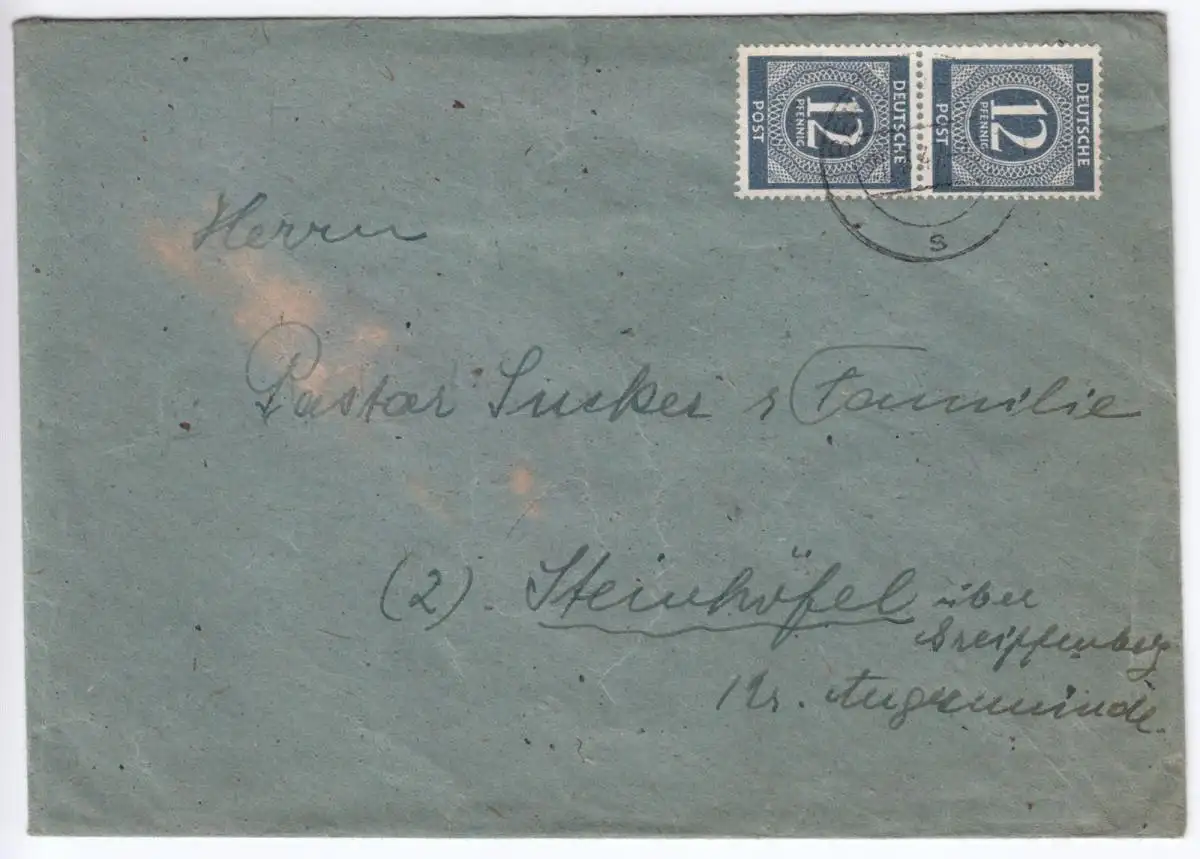 DEUTSCHE
12
PFENNIG
POST
DEUTSCHE
12
PFENNIG
POST
s
Herrn
Pastor Sucker & Familie
(2). Steinhöfel über
Greiffenberg
Kr. Angermünde.